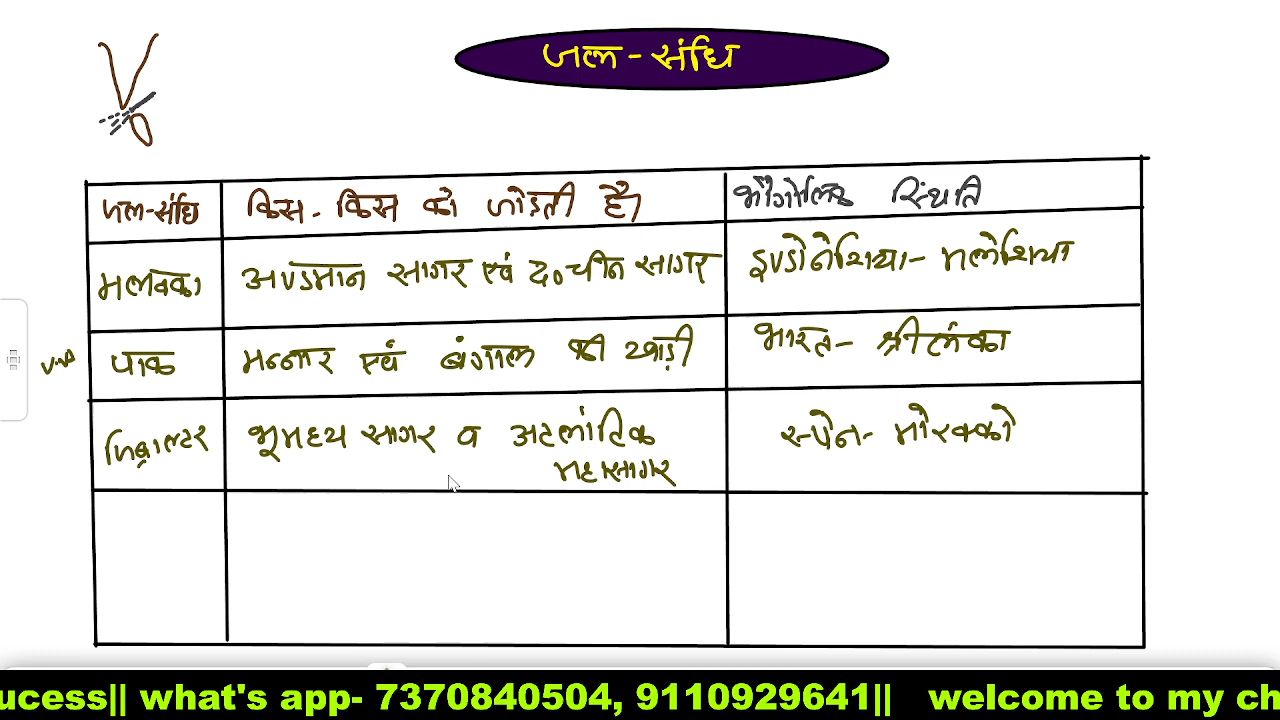 जल - संधि
जल-संधि किस - किस को जोड़ती है। भौगोलिक स्थिति
मलक्का अण्डमान सागर एवं द० चीन सागर इण्डोनेशिया - मलेशिया
पाक मन्नार एवं बंगाल की खाड़ी भारत - श्रीलंका
जिब्राल्टर भूमध्य सागर व अटलांटिक स्पेन - मोरक्को
महासागर
ucess|| what's app- 7370840504, 9110929641|| welcome to my ch